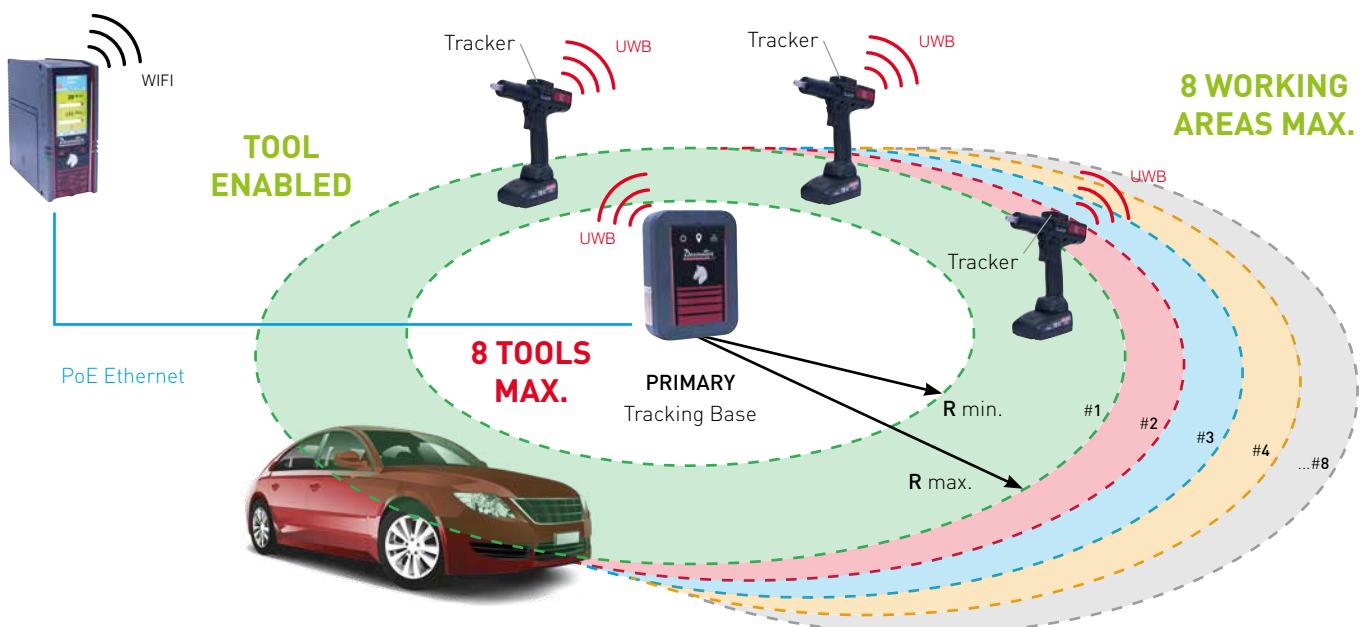 WIFI
Tracker
UWB
Tracker
UWB
8 WORKING
AREAS MAX.
TOOL
ENABLED
UWB
UWB
Tracker
PoE Ethernet
8 TOOLS
MAX.
PRIMARY
Tracking Base
R min.
R max.
#1
#2
#3
#4
...#8
Desoutter